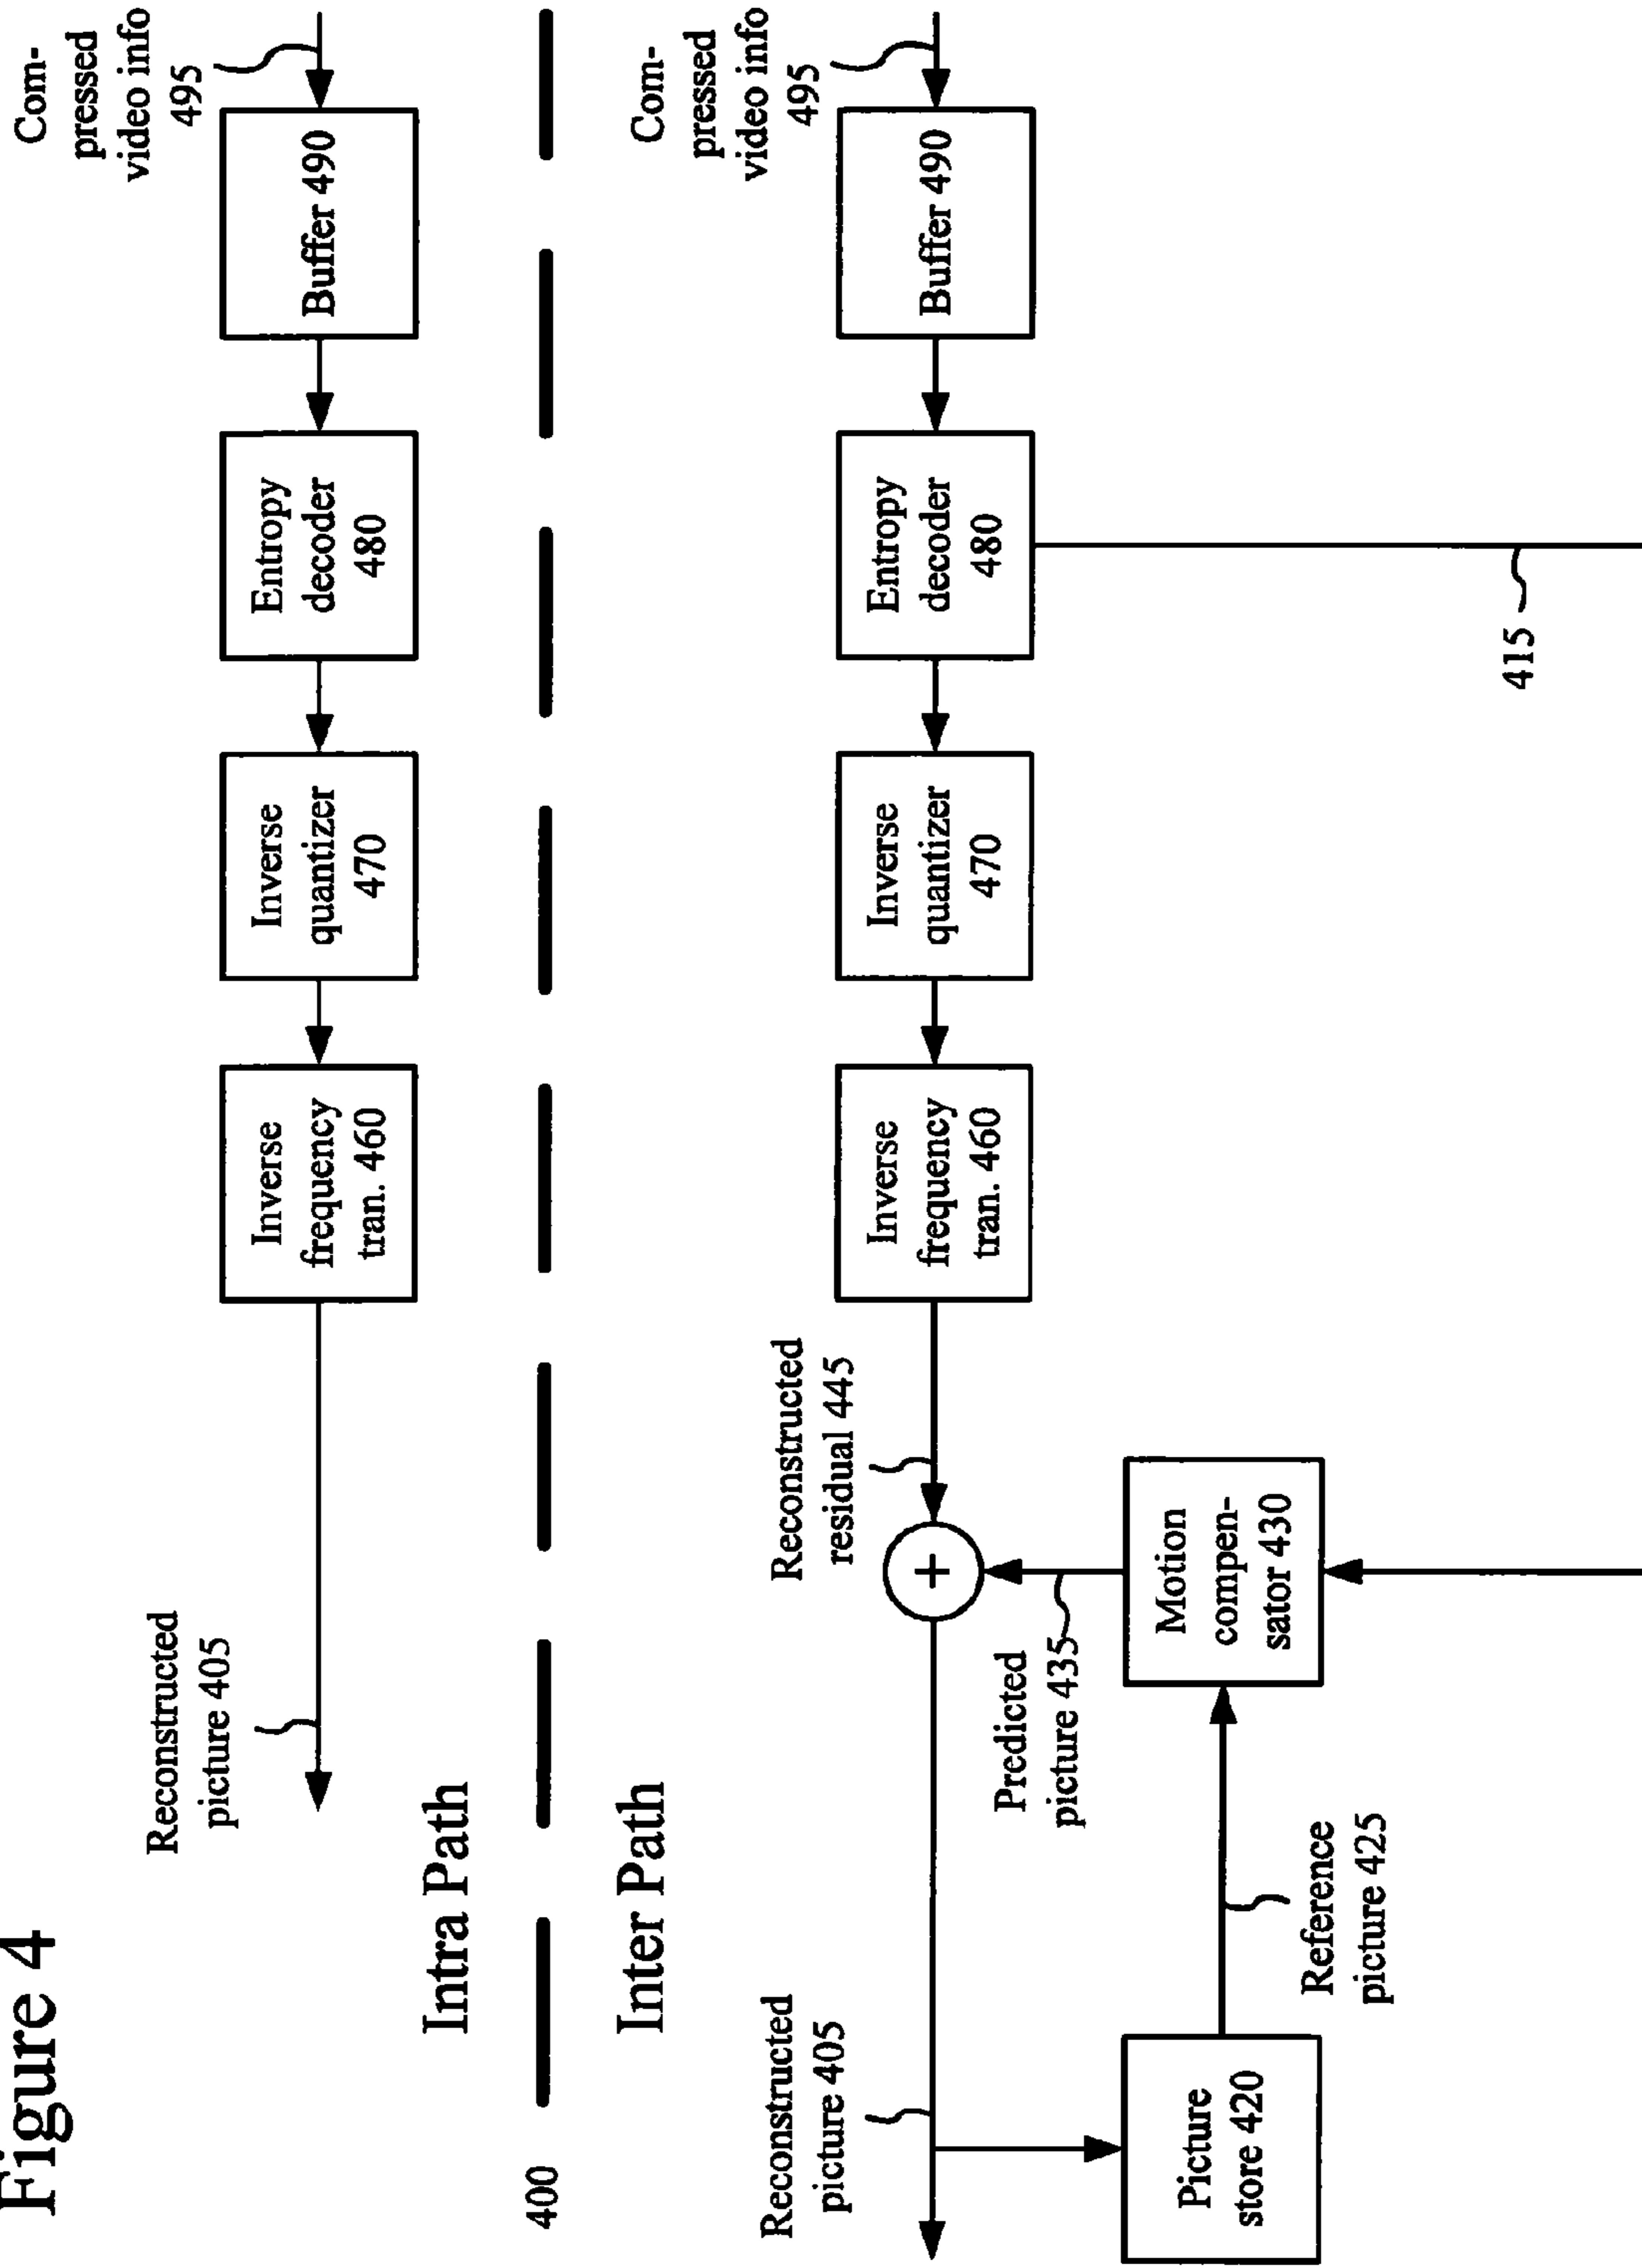 Figure 4
Reconstructed
picture 405
Inverse
frequency
tran. 460
Inverse
quantizer
470
Entropy
decoder
480
Buffer 490
Com-
pressed
video info
495
Intra Path
400
Inter Path
Reconstructed
picture 405
Reconstructed
residual 445
+
Inverse
frequency
tran. 460
Inverse
quantizer
470
Entropy
decoder
480
Buffer 490
Com-
pressed
video info
495
Predicted
picture 435
Picture
store 420
Reference
picture 425
Motion
compen-
sator 430
415